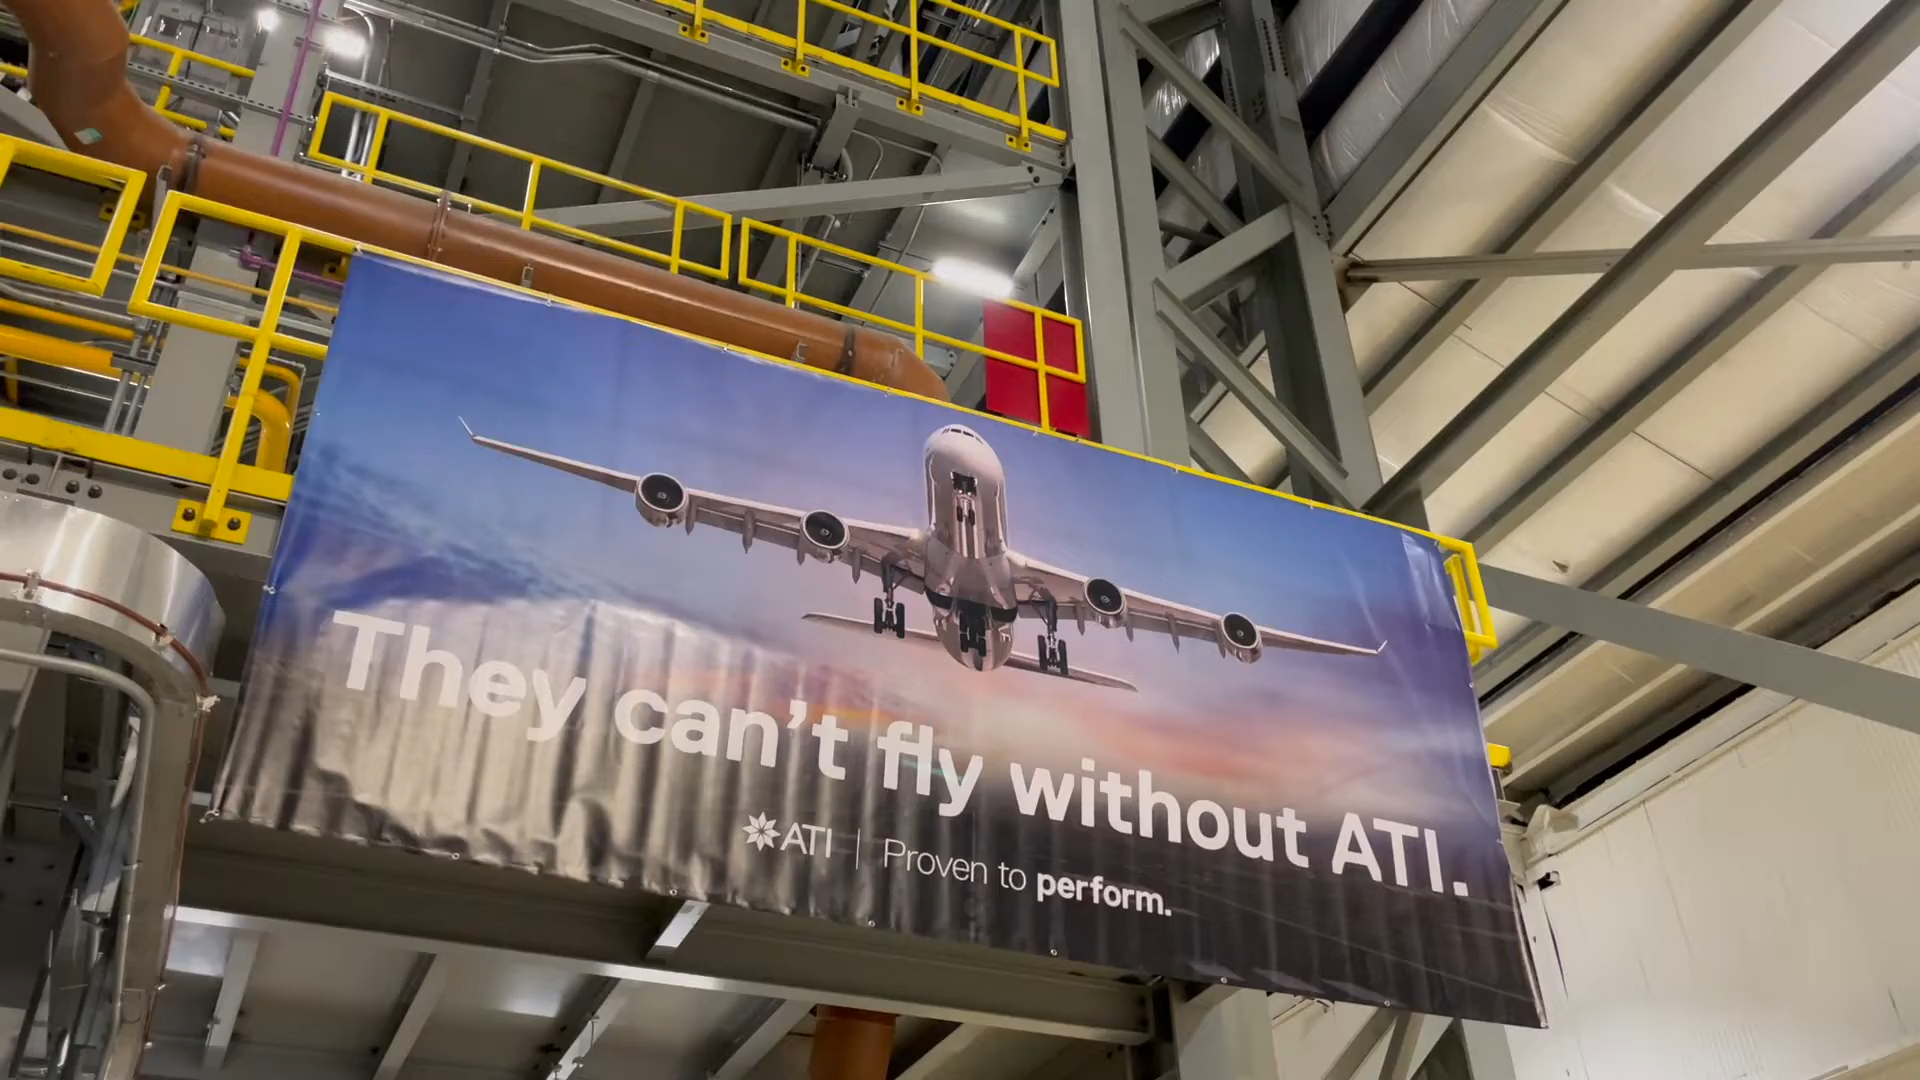 They can't fly without ATI.
ATI | Proven to perform.